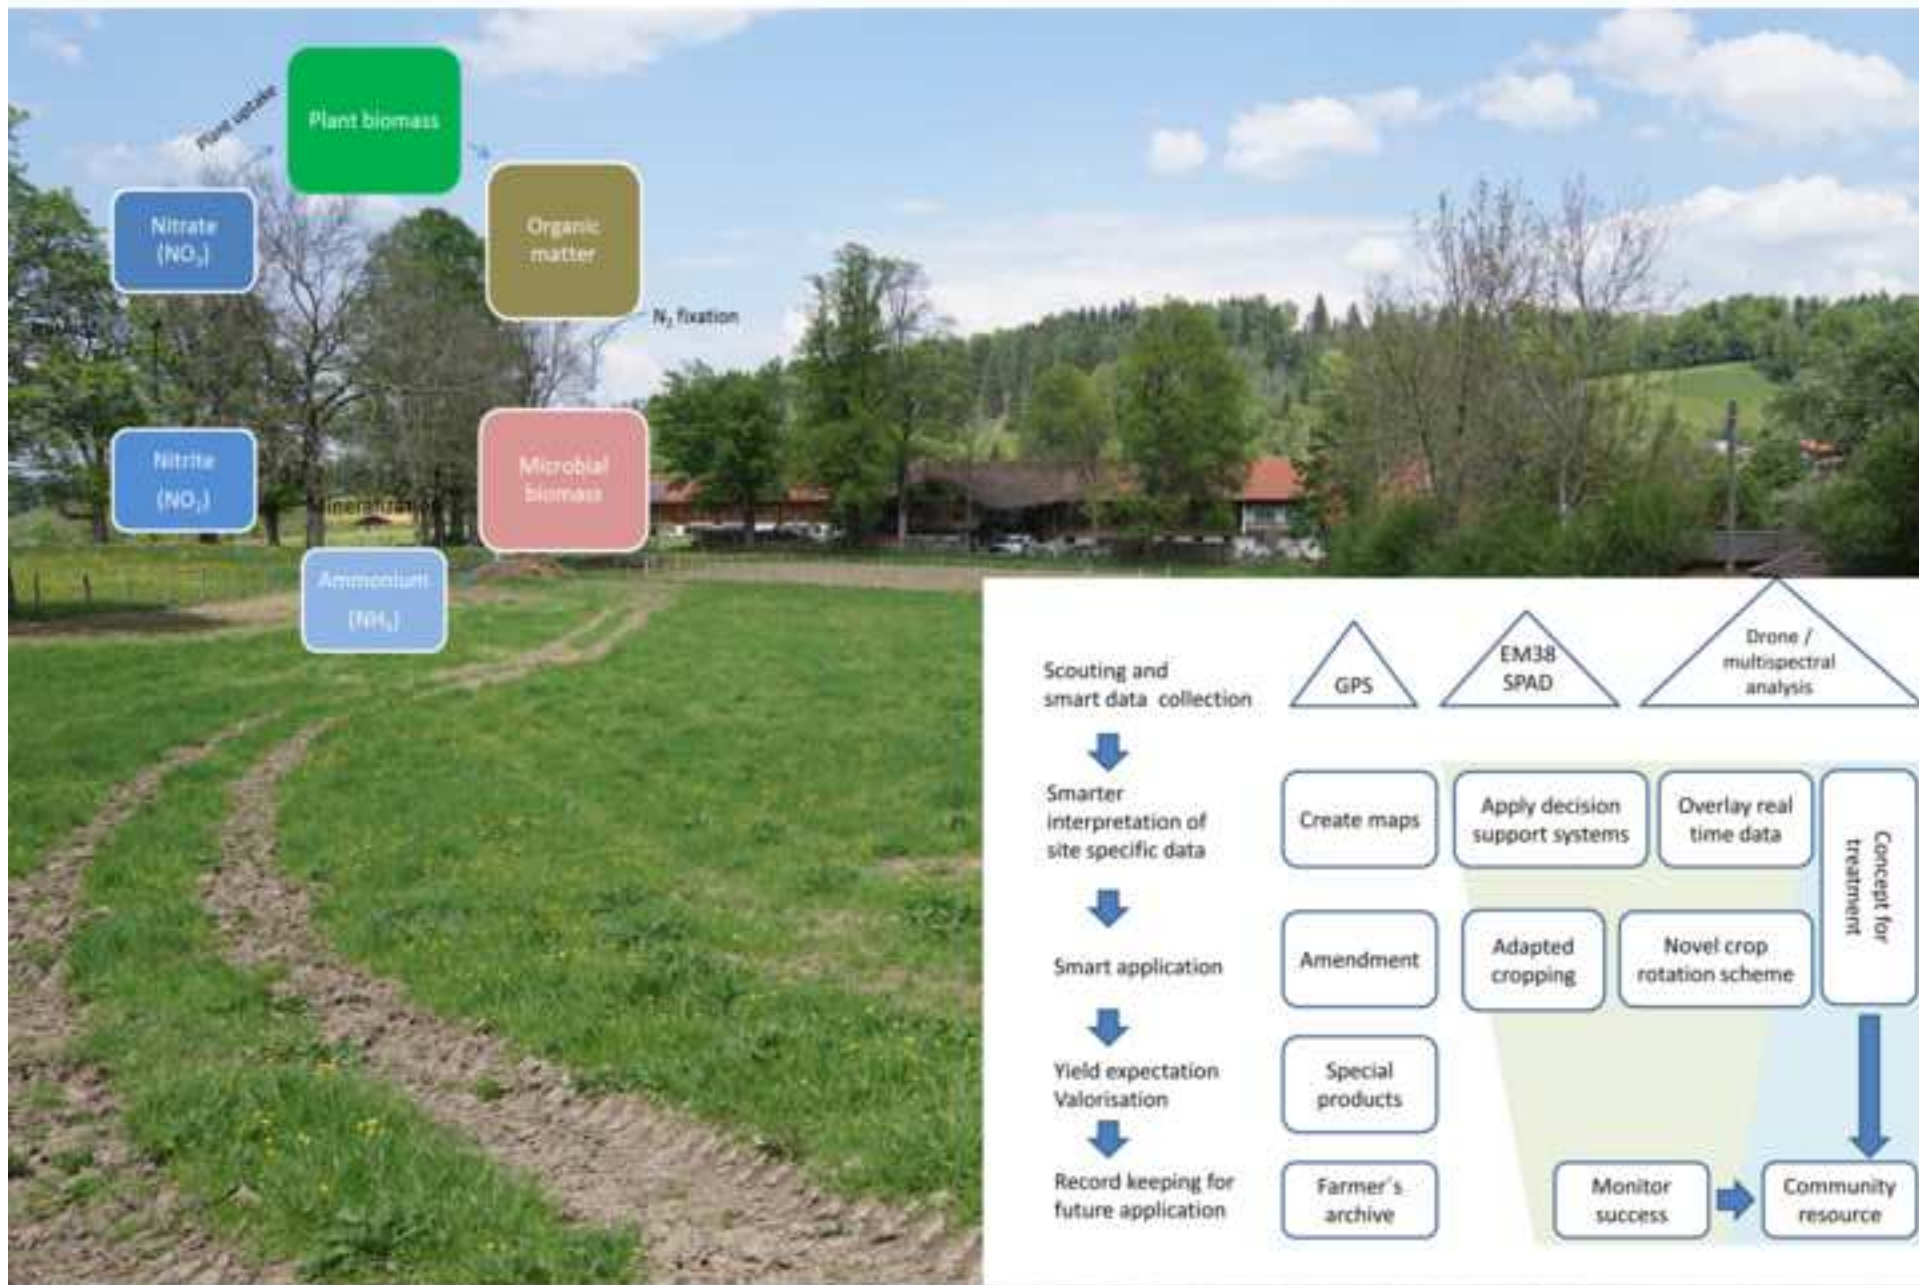 Plant uptake
Plant biomass
Nitrate
(NO₃)
Organic
matter
N₂ fixation
Nitrite
(NO₂)
Microbial
biomass
Ammonium
(NH₄)
Scouting and
smart data collection
GPS
EM38
SPAD
Drone /
multispectral
analysis
Smarter
interpretation of
site specific data
Create maps
Apply decision
support systems
Overlay real
time data
Concept for
treatment
Smart application
Amendment
Adapted
cropping
Novel crop
rotation scheme
Yield expectation
Valorisation
Special
products
Record keeping for
future application
Farmer´s
archive
Monitor
success
Community
resource